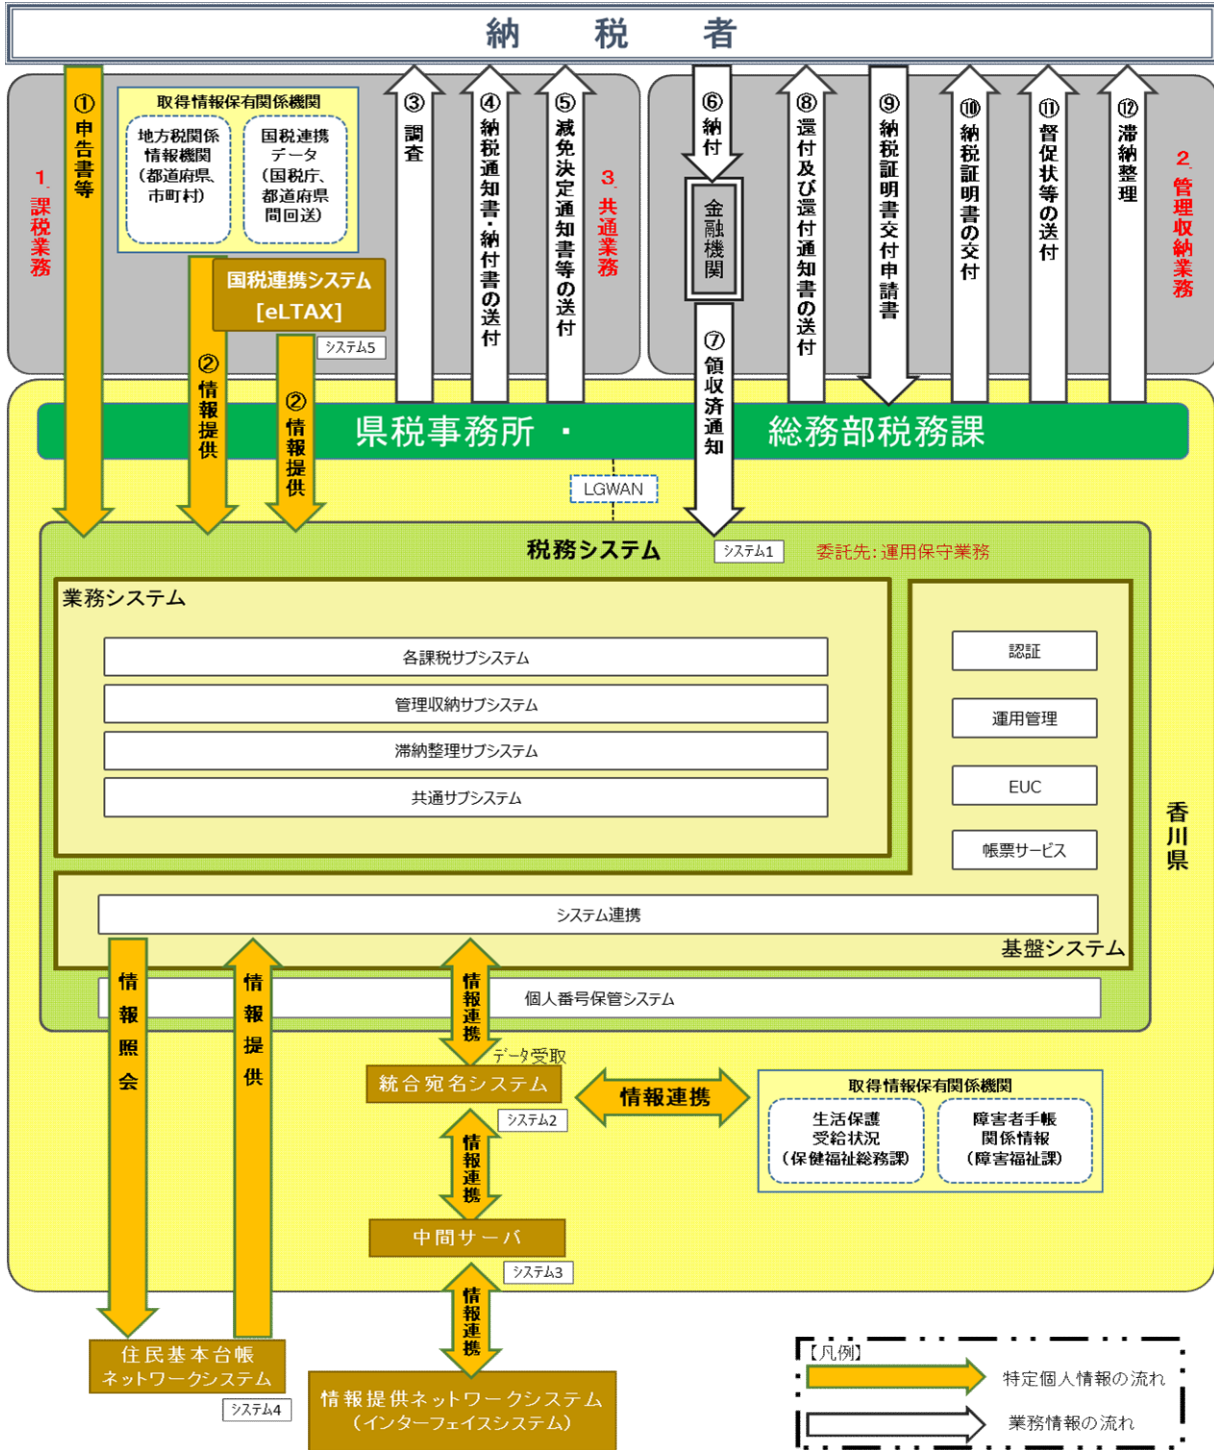 納税者
1.課税業務
①申告書等
取得情報保有関係機関
地方税関係
情報機関
(都道府県、
市町村)
国税連携
データ
(国税庁、
都道府県
間回送)
国税連携システム
[eLTAX]
システム5
②情報提供
②情報提供
③調査
④納税通知書・納付書の送付
⑤減免決定通知書等の送付
3.共通業務
⑥納付
金融機関
⑦領収済通知
⑧還付及び還付通知書の送付
⑨納税証明書交付申請書
⑩納税証明書の交付
⑪督促状等の送付
⑫滞納整理
2.管理収納業務
県税事務所・ 総務部税務課
LGWAN
税務システム
システム1
委託先:運用保守業務
業務システム
各課税サブシステム
管理収納サブシステム
滞納整理サブシステム
共通サブシステム
認証
運用管理
EUC
帳票サービス
システム連携
基盤システム
個人番号保管システム
香川県
情報照会
情報提供
情報連携
データ受取
統合宛名システム
システム2
情報連携
取得情報保有関係機関
生活保護
受給状況
(保健福祉総務課)
障害者手帳
関係情報
(障害福祉課)
情報連携
中間サーバ
システム3
情報連携
住民基本台帳
ネットワークシステム
システム4
情報提供ネットワークシステム
(インターフェイスシステム)
【凡例】
特定個人情報の流れ
業務情報の流れ